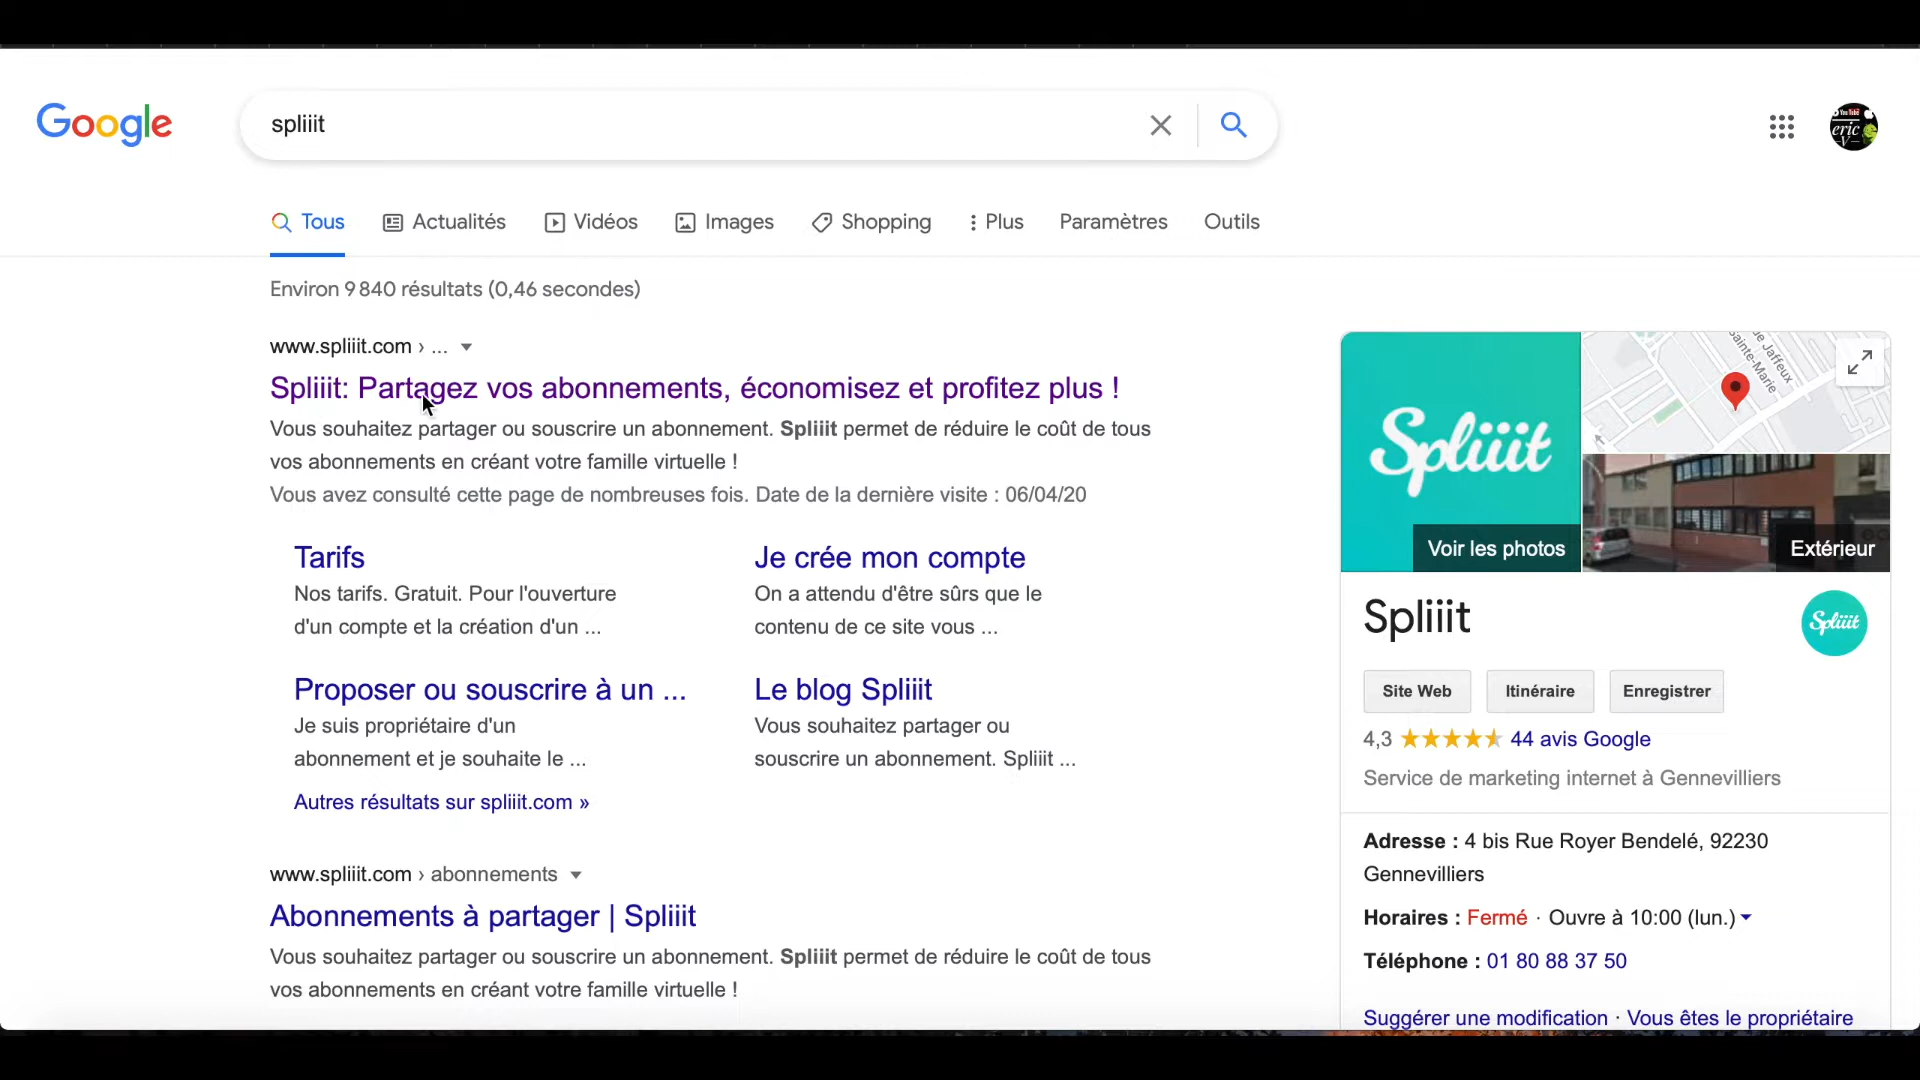 Google
spliiit
Tous
Actualités
Vidéos
Images
Shopping
Plus
Paramètres
Outils
Environ 9 840 résultats (0,46 secondes)
www.spliiit.com › ...
Spliiit: Partagez vos abonnements, économisez et profitez plus !
Vous souhaitez partager ou souscrire un abonnement. Spliiit permet de réduire le coût de tous
vos abonnements en créant votre famille virtuelle !
Vous avez consulté cette page de nombreuses fois. Date de la dernière visite : 06/04/20
Tarifs
Nos tarifs. Gratuit. Pour l'ouverture
d'un compte et la création d'un ...
Je crée mon compte
On a attendu d'être sûrs que le
contenu de ce site vous ...
Proposer ou souscrire à un ...
Je suis propriétaire d'un
abonnement et je souhaite le ...
Le blog Spliiit
Vous souhaitez partager ou
souscrire un abonnement. Spliiit ...
Autres résultats sur spliiit.com »
www.spliiit.com › abonnements
Abonnements à partager | Spliiit
Vous souhaitez partager ou souscrire un abonnement. Spliiit permet de réduire le coût de tous
vos abonnements en créant votre famille virtuelle !
YouTube
eric
V
Spliiit
Voir les photos
ue Jaffeux
Sainte-Marie
Extérieur
Spliiit
Spliiit
Site Web
Itinéraire
Enregistrer
4,3 44 avis Google
Service de marketing internet à Gennevilliers
Adresse : 4 bis Rue Royer Bendelé, 92230
Gennevilliers
Horaires : Fermé · Ouvre à 10:00 (lun.)
Téléphone : 01 80 88 37 50
Suggérer une modification · Vous êtes le propriétaire